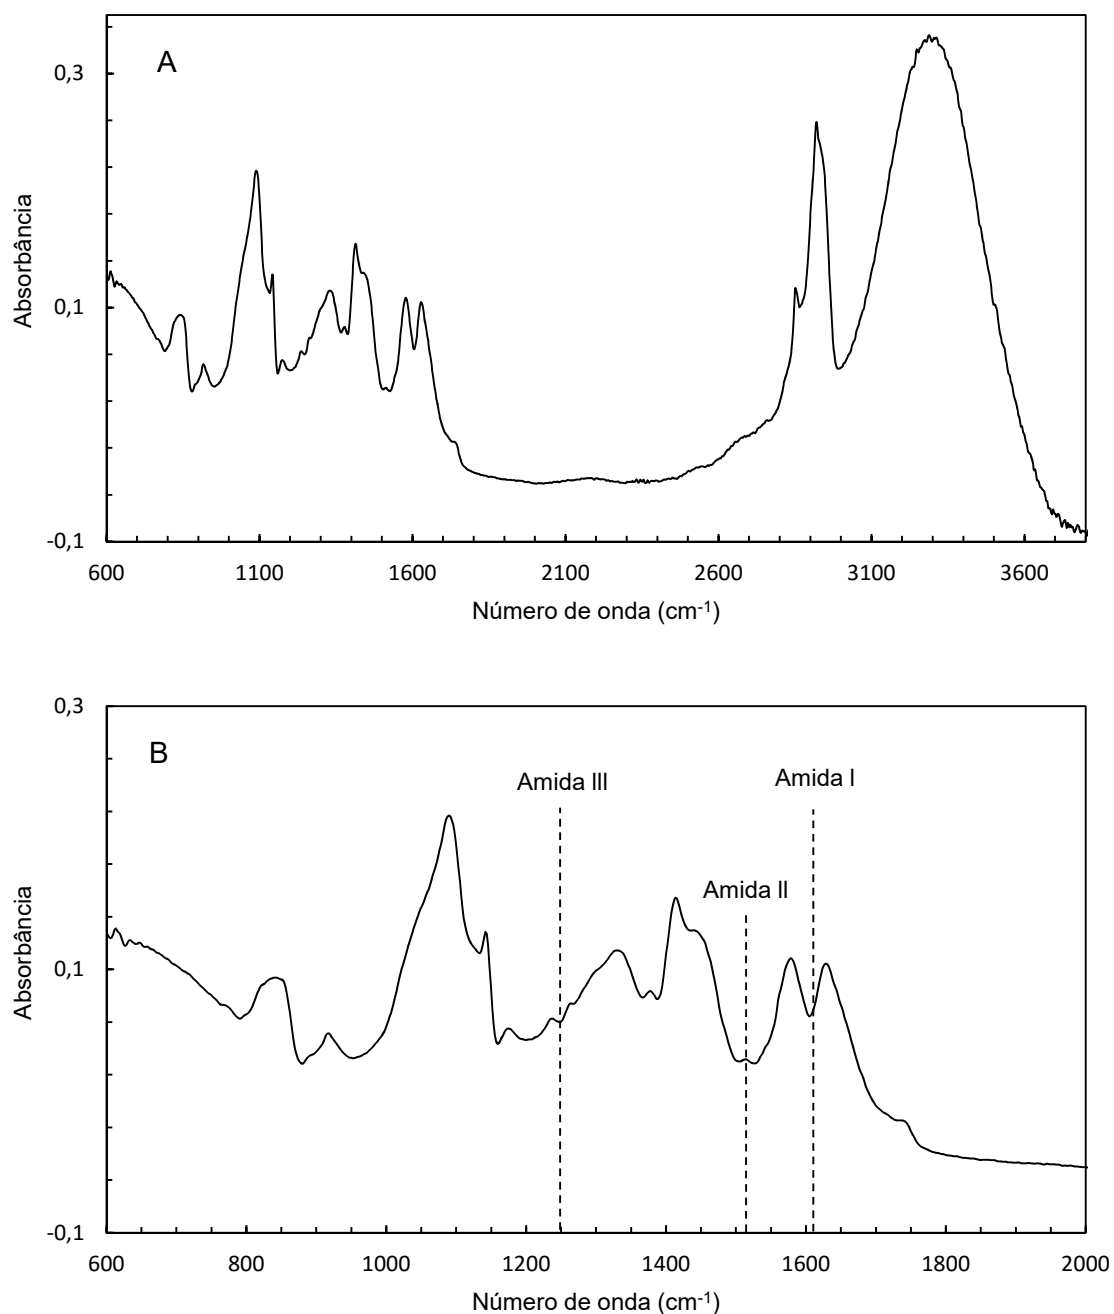 A
0,3
0,1
-0,1
Absorbância
600 1100 1600 2100 2600 3100 3600
Número de onda (cm-1)
B
0,3
0,1
-0,1
Absorbância
Amida III
Amida II
Amida I
600 800 1000 1200 1400 1600 1800 2000
Número de onda (cm-1)